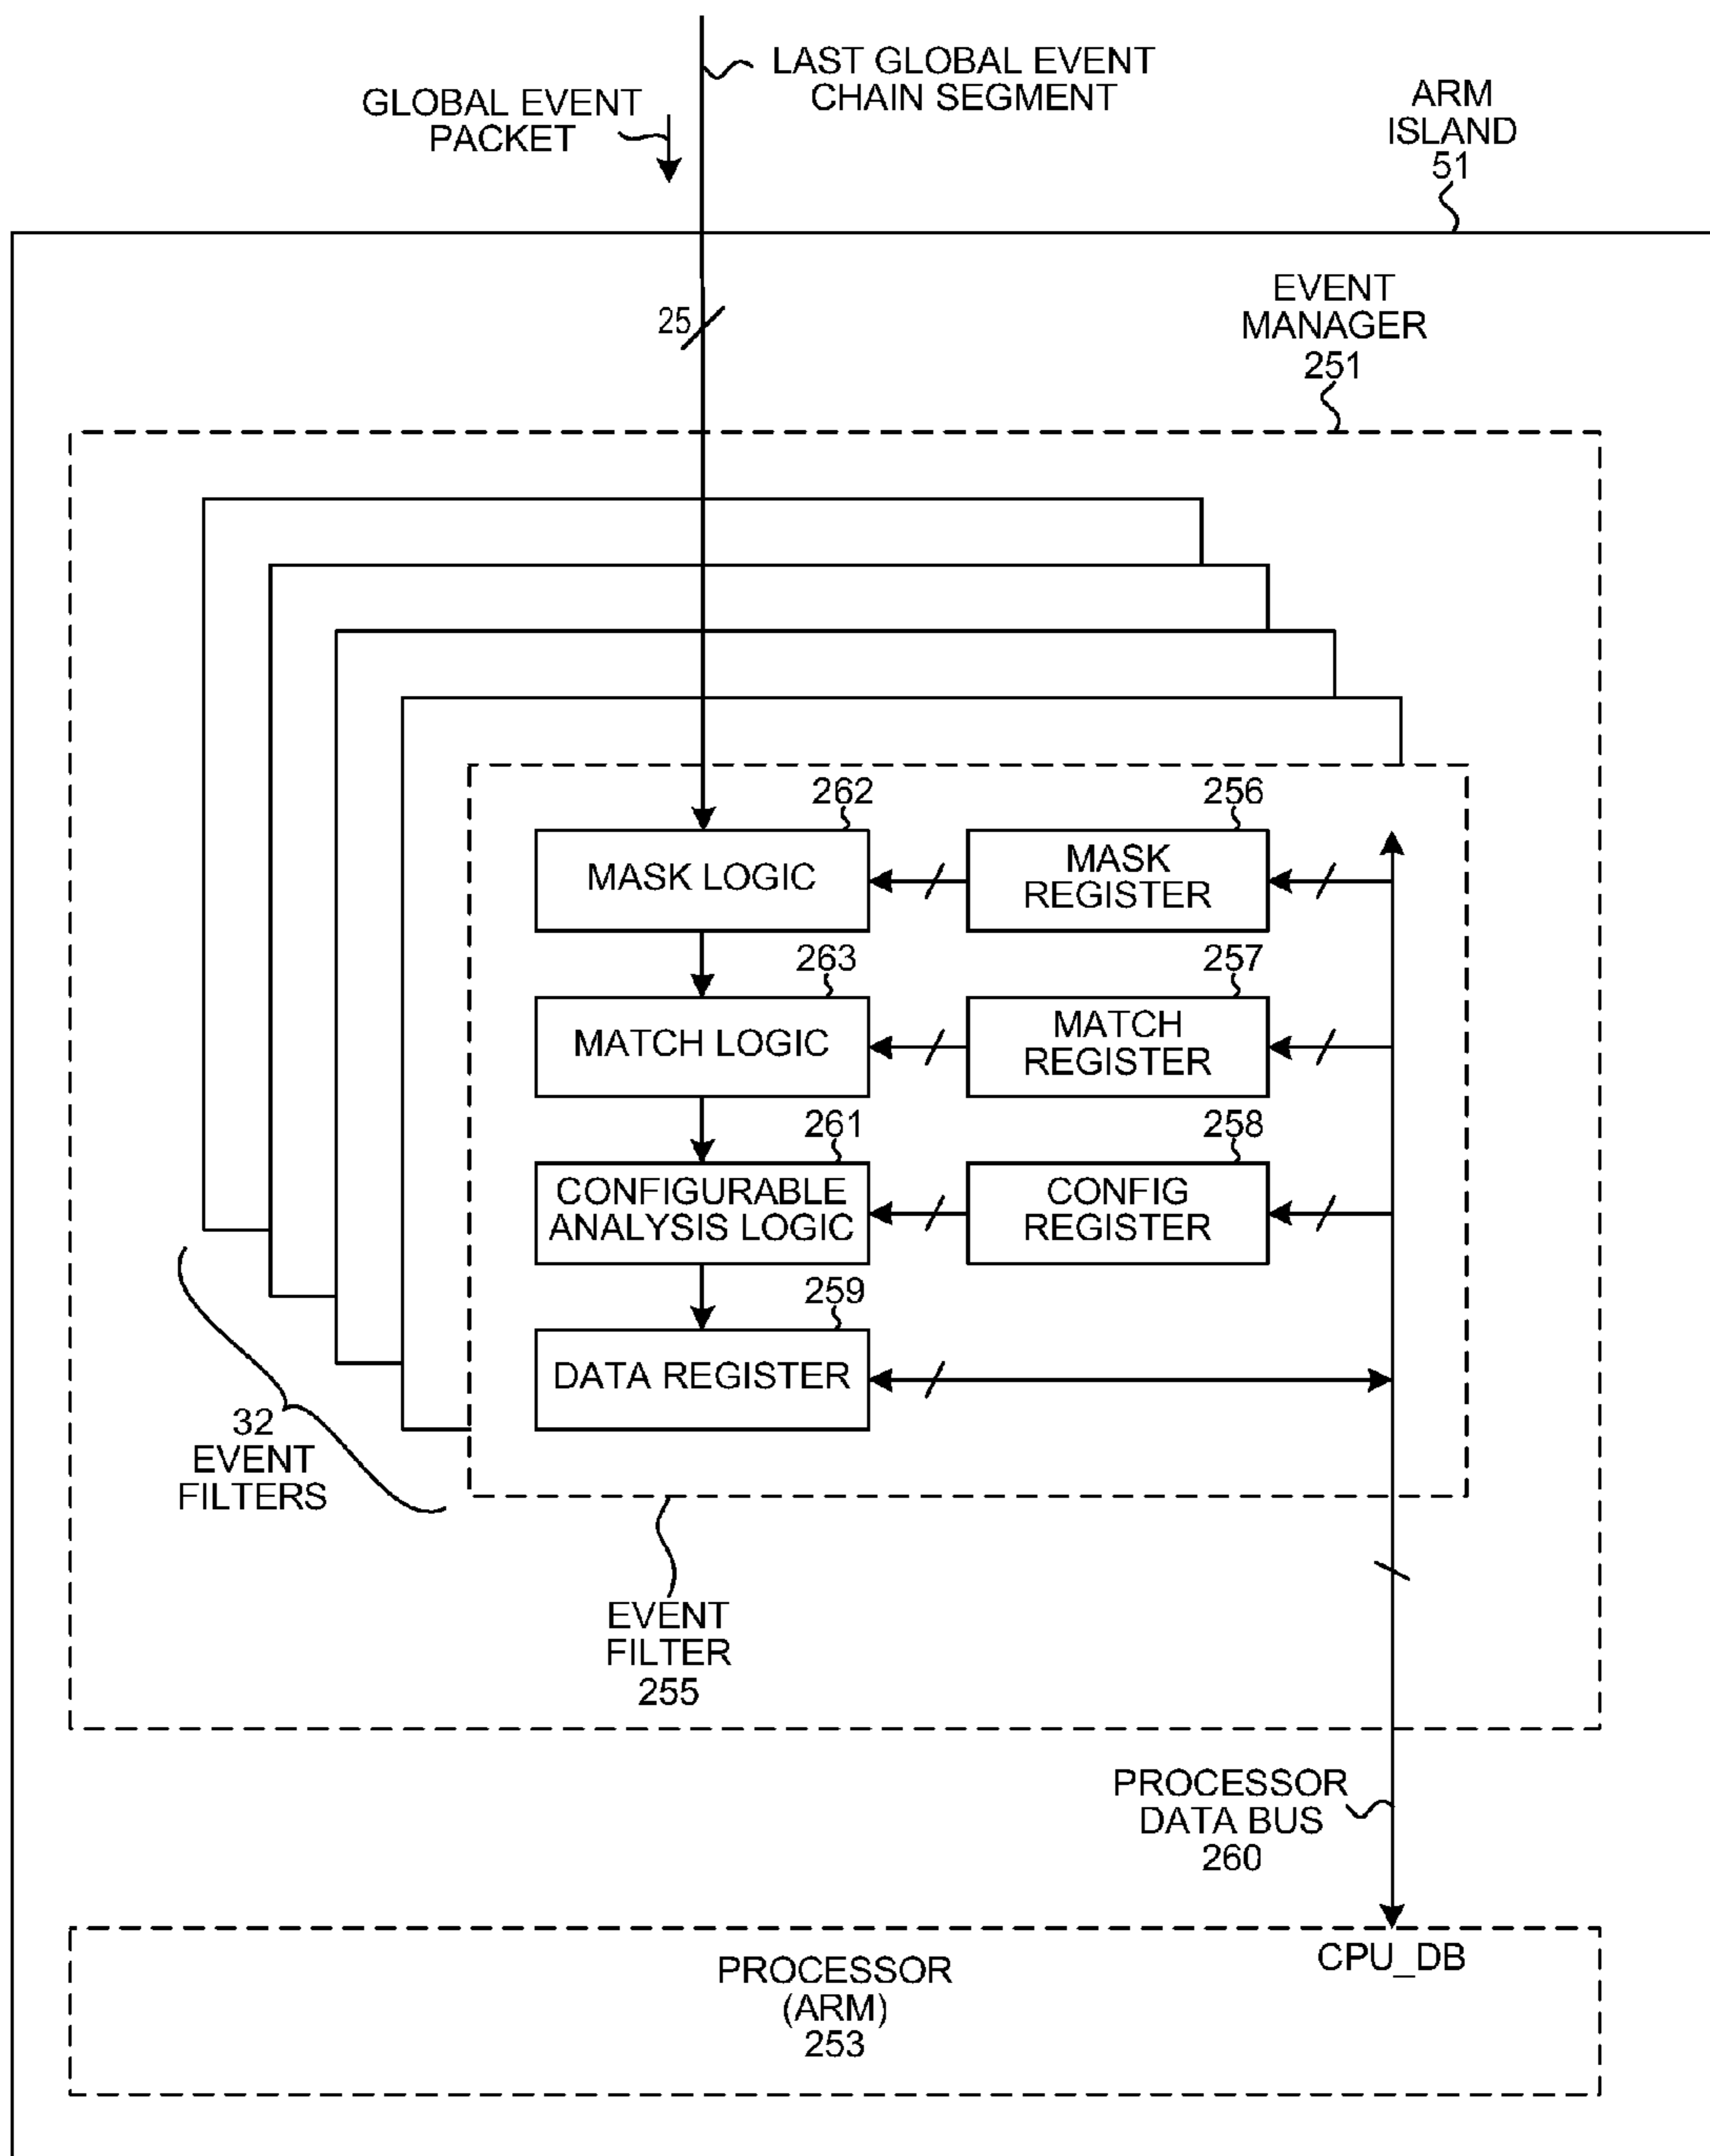 LAST GLOBAL EVENT
CHAIN SEGMENT
GLOBAL EVENT
PACKET
ARM
ISLAND
51
25
EVENT
MANAGER
251
262
256
MASK LOGIC
MASK
REGISTER
263
257
MATCH LOGIC
MATCH
REGISTER
261
258
CONFIGURABLE
ANALYSIS LOGIC
CONFIG
REGISTER
259
DATA REGISTER
32
EVENT
FILTERS
EVENT
FILTER
255
PROCESSOR
DATA BUS
260
CPU_DB
PROCESSOR
(ARM)
253